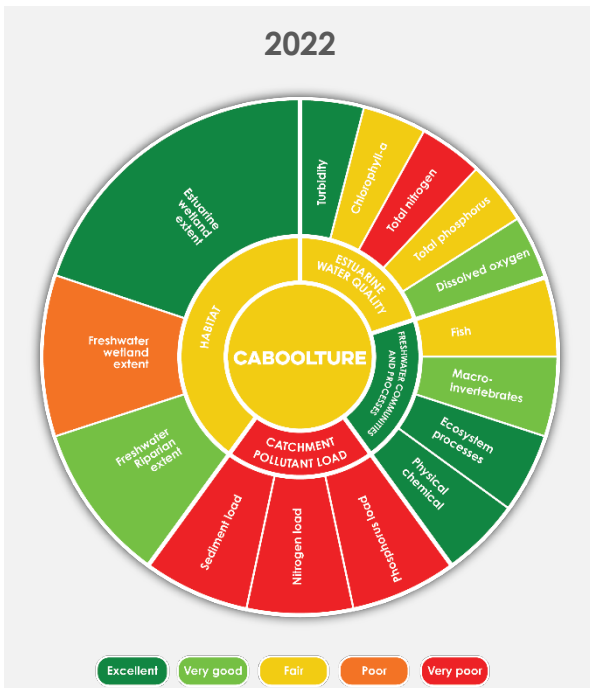 2022
Turbidity
Chlorophyll-a
Total nitrogen
Total phosphorus
Dissolved oxygen
Fish
Macro-
Invertebrates
Ecosystem
processes
Physical
chemical
Phosphorus load
Nitrogen load
Sediment load
Freshwater
Riparian
extent
Freshwater
wetland
extent
Estuarine
wetland
extent
ESTUARINE
WATER QUALITY
FRESHWATER COMMUNITIES
AND PROCESSES
CATCHMENT
POLLUTANT LOAD
HABITAT
CABOOLTURE
Excellent
Very good
Fair
Poor
Very poor